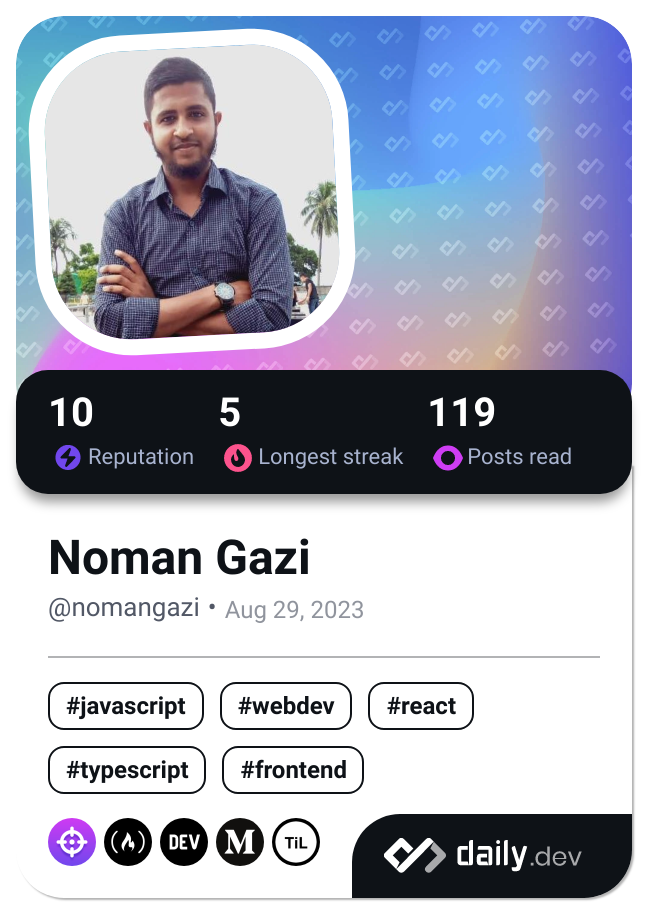 10 5 119
Reputation Longest streak Posts read
Noman Gazi
@nomangazi • Aug 29, 2023
#javascript #webdev #react
#typescript #frontend
DEV M TiL
daily.dev